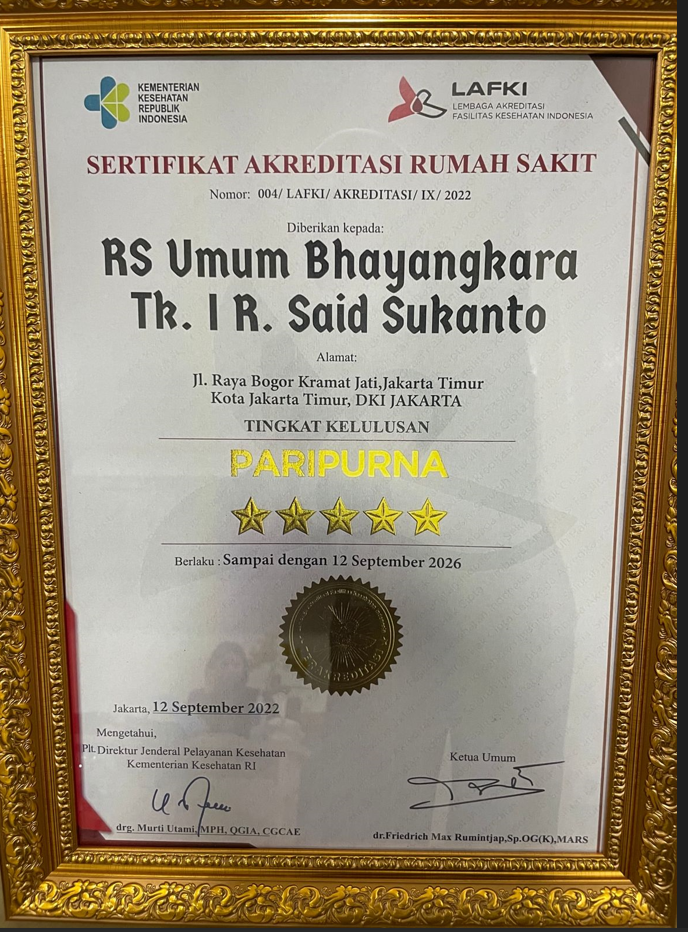 KEMENTERIAN
KESEHATAN
REPUBLIK
INDONESIA
LAFKI
LEMBAGA AKREDITASI
FASILITAS KESEHATAN INDONESIA
SERTIFIKAT AKREDITASI RUMAH SAKIT
Nomor: 004/ LAFKI/ AKREDITASI/ IX/ 2022
Diberikan kepada:
RS Umum Bhayangkara
Tk. I R. Said Sukanto
Alamat:
Jl. Raya Bogor Kramat Jati,Jakarta Timur
Kota Jakarta Timur, DKI JAKARTA
TINGKAT KELULUSAN
PARIPURNA
Berlaku : Sampai dengan 12 September 2026
Jakarta, 12 September 2022
Mengetahui,
Plt. Direktur Jenderal Pelayanan Kesehatan
Kementerian Kesehatan RI
drg. Murti Utami, MPH, QGIA, CGCAE
Ketua Umum
dr.Friedrich Max Rumintjap,Sp.OG(K),MARS